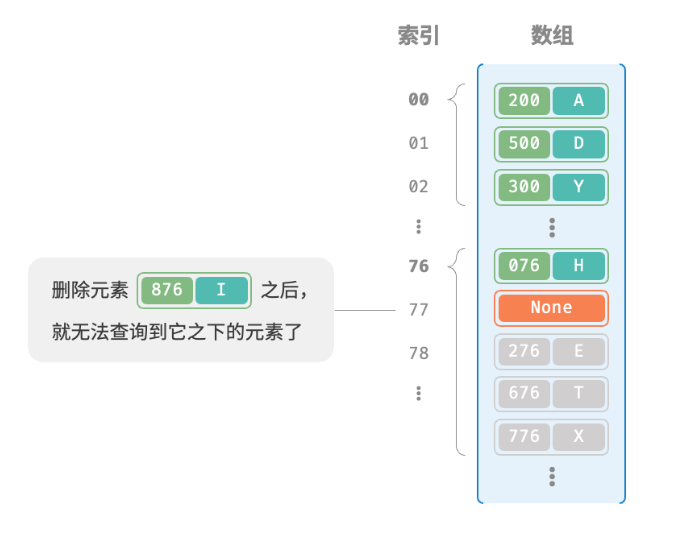 索引 数组
00 200 A
01 500 D
02 300 Y
76 076 H
删除元素 876 I 之后，
就无法查询到它之下的元素了
77 None
78 276 E
676 T
776 X